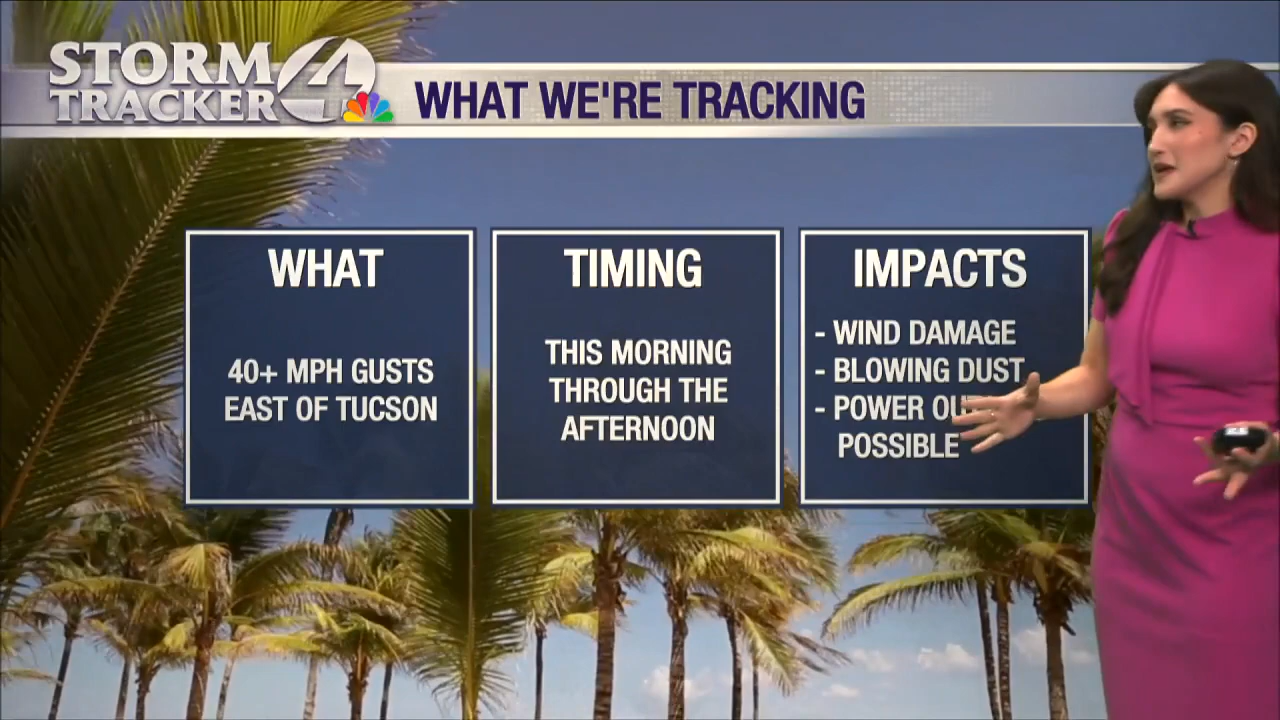 STORM
TRACKER 4
WHAT WE'RE TRACKING
WHAT
40+ MPH GUSTS
EAST OF TUCSON
TIMING
THIS MORNING
THROUGH THE
AFTERNOON
IMPACTS
- WIND DAMAGE
- BLOWING DUST
- POWER
POSSIBLE